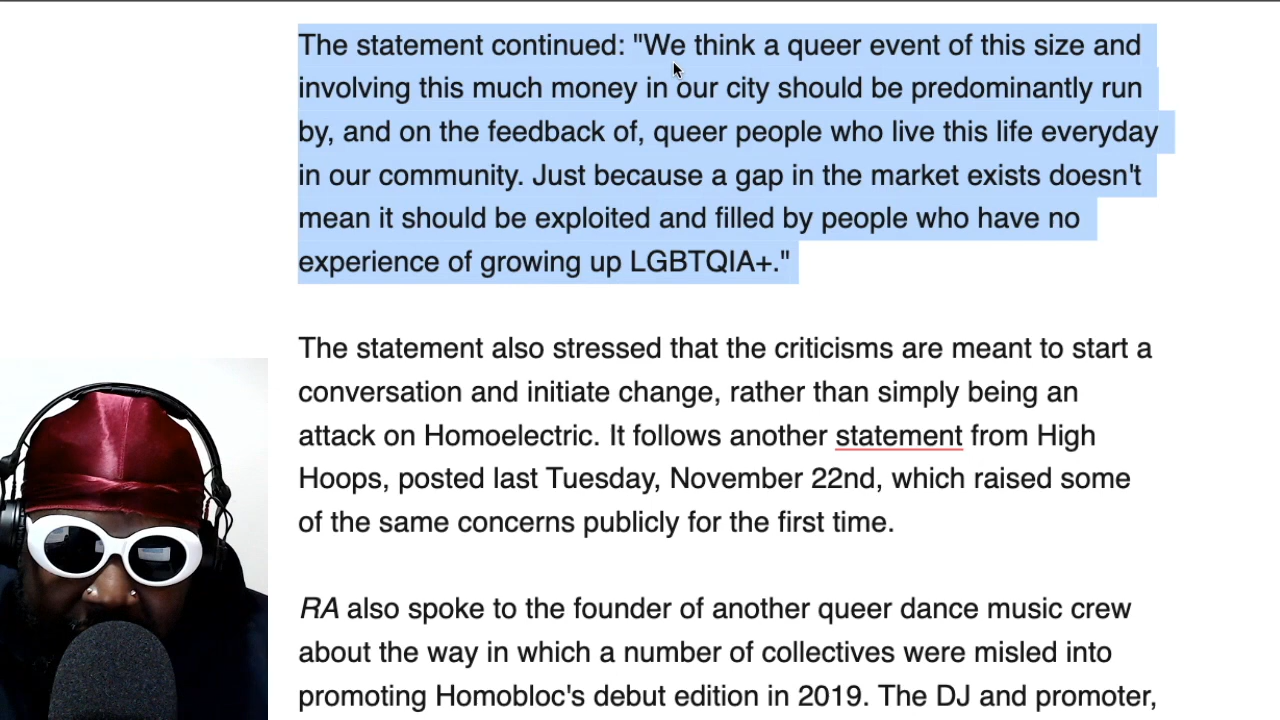 The statement continued: "We think a queer event of this size and
involving this much money in our city should be predominantly run
by, and on the feedback of, queer people who live this life everyday
in our community. Just because a gap in the market exists doesn't
mean it should be exploited and filled by people who have no
experience of growing up LGBTQIA+."
The statement also stressed that the criticisms are meant to start a
conversation and initiate change, rather than simply being an
attack on Homoelectric. It follows another statement from High
Hoops, posted last Tuesday, November 22nd, which raised some
of the same concerns publicly for the first time.
RA also spoke to the founder of another queer dance music crew
about the way in which a number of collectives were misled into
promoting Homobloc's debut edition in 2019. The DJ and promoter,